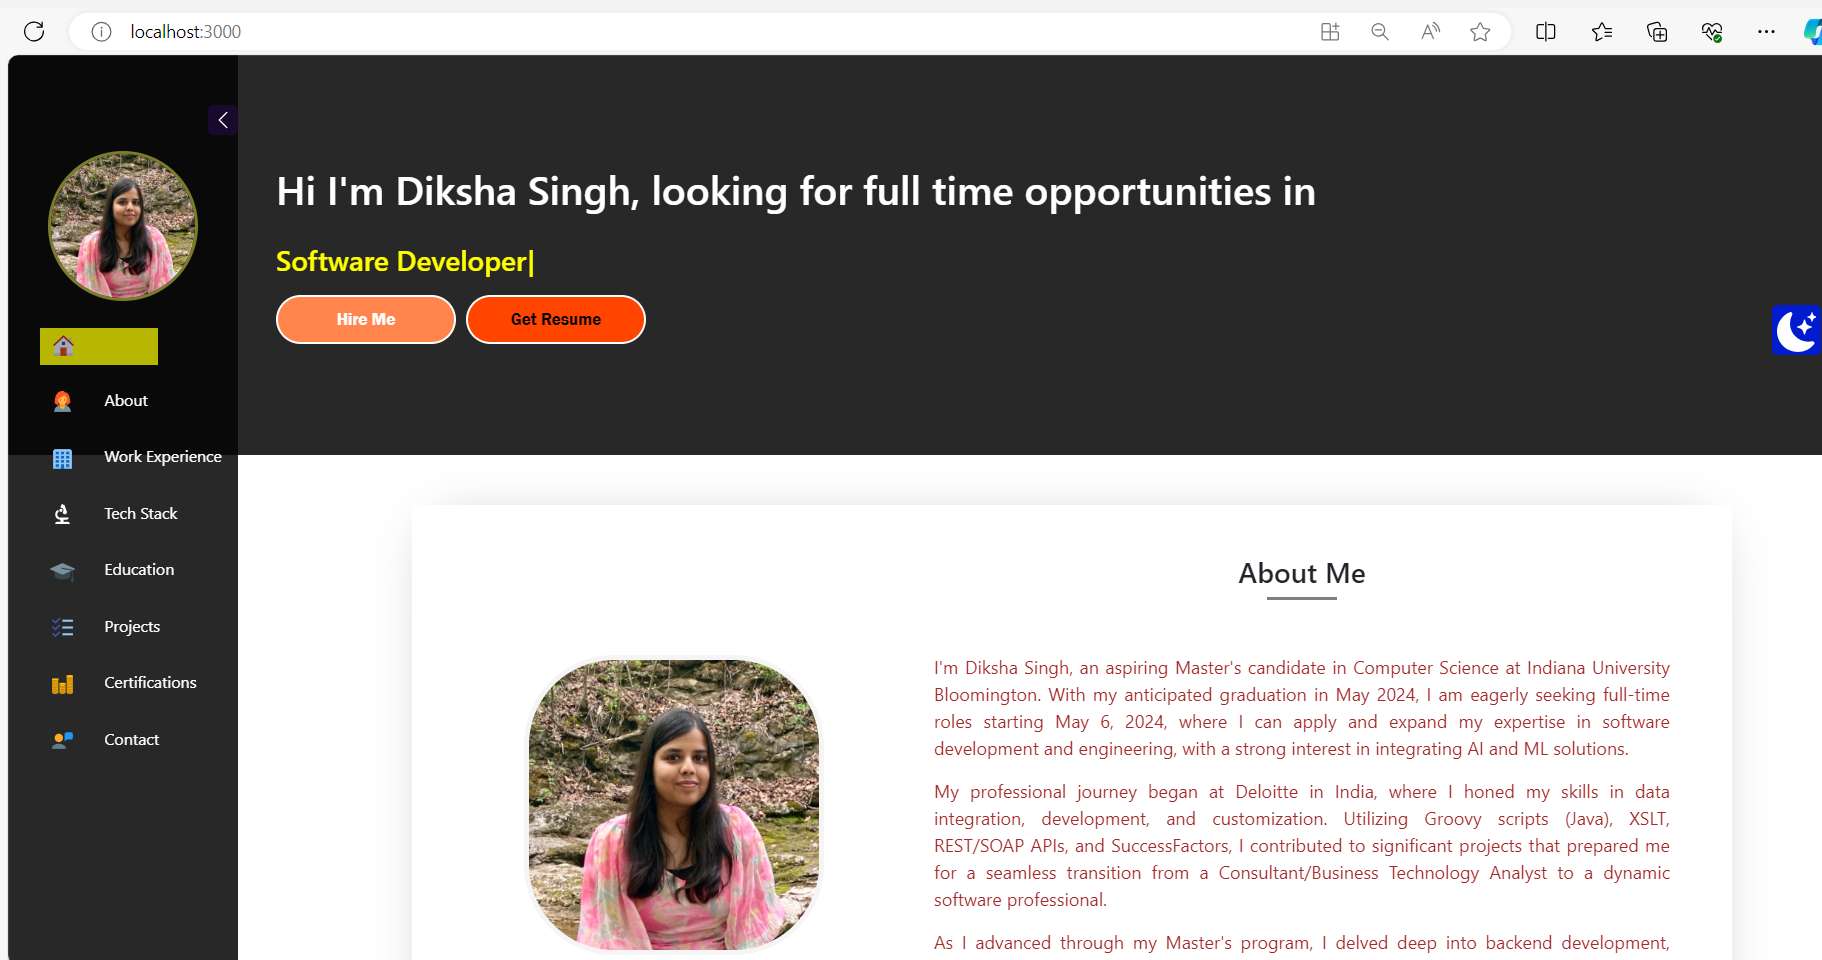 localhost:3000
Hi I'm Diksha Singh, looking for full time opportunities in
Software Developer|
Hire Me
Get Resume
About
Work Experience
Tech Stack
Education
Projects
Certifications
Contact
About Me
I'm Diksha Singh, an aspiring Master's candidate in Computer Science at Indiana University
Bloomington. With my anticipated graduation in May 2024, I am eagerly seeking full-time
roles starting May 6, 2024, where I can apply and expand my expertise in software
development and engineering, with a strong interest in integrating AI and ML solutions.
My professional journey began at Deloitte in India, where I honed my skills in data
integration, development, and customization. Utilizing Groovy scripts (Java), XSLT,
REST/SOAP APIs, and SuccessFactors, I contributed to significant projects that prepared me
for a seamless transition from a Consultant/Business Technology Analyst to a dynamic
software professional.
As I advanced through my Master's program, I delved deep into backend development,